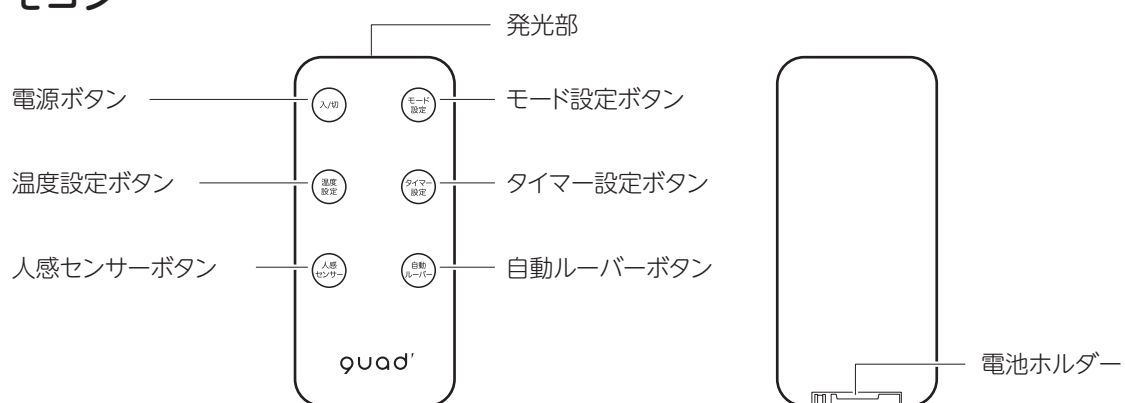 発光部
電源ボタン
入/切
モード
設定
モード設定ボタン
温度設定ボタン
温度
設定
タイマー
設定
タイマー設定ボタン
人感センサーボタン
人感
センサー
自動
ルーバー
自動ルーバーボタン
quad'
電池ホルダー